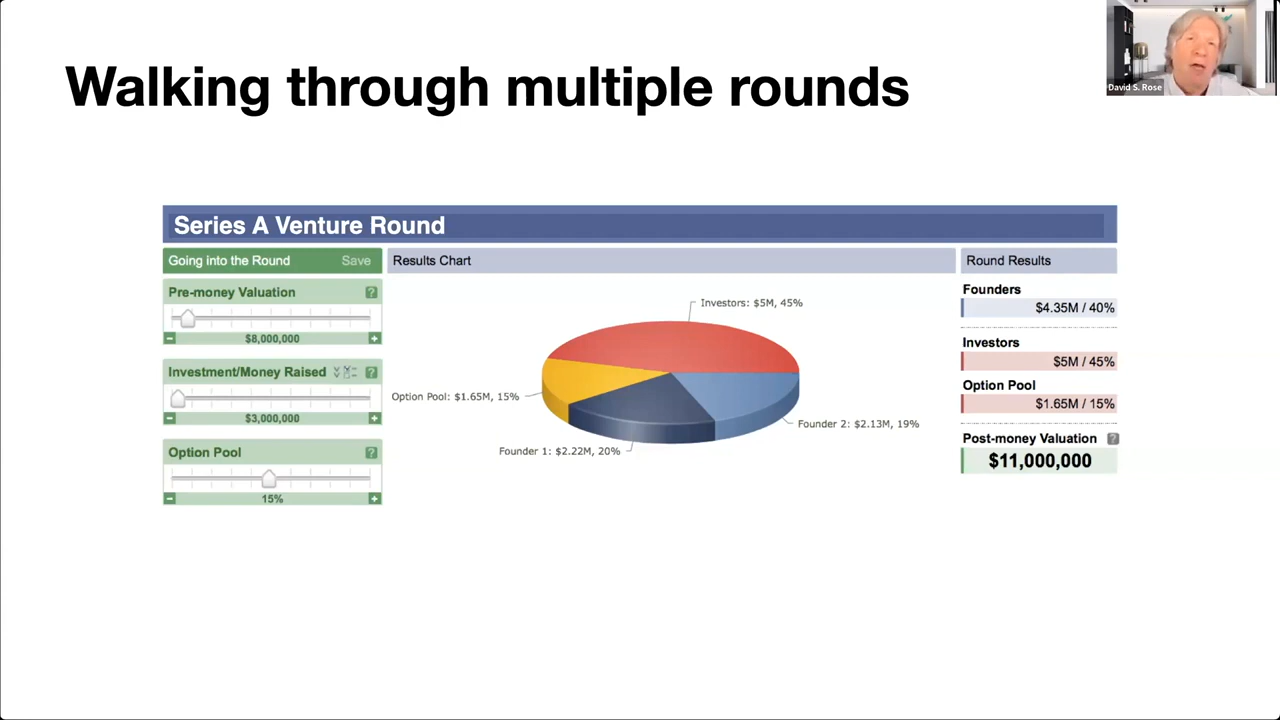 Walking through multiple rounds
David S. Rose
Series A Venture Round
Going into the Round Save
Results Chart
Round Results
Pre-money Valuation ?
$8,000,000
Investment/Money Raised ?
$3,000,000
Option Pool ?
15%
Investors: $5M, 45%
Option Pool: $1.65M, 15%
Founder 2: $2.13M, 19%
Founder 1: $2.22M, 20%
Founders
$4.35M / 40%
Investors
$5M / 45%
Option Pool
$1.65M / 15%
Post-money Valuation ?
$11,000,000